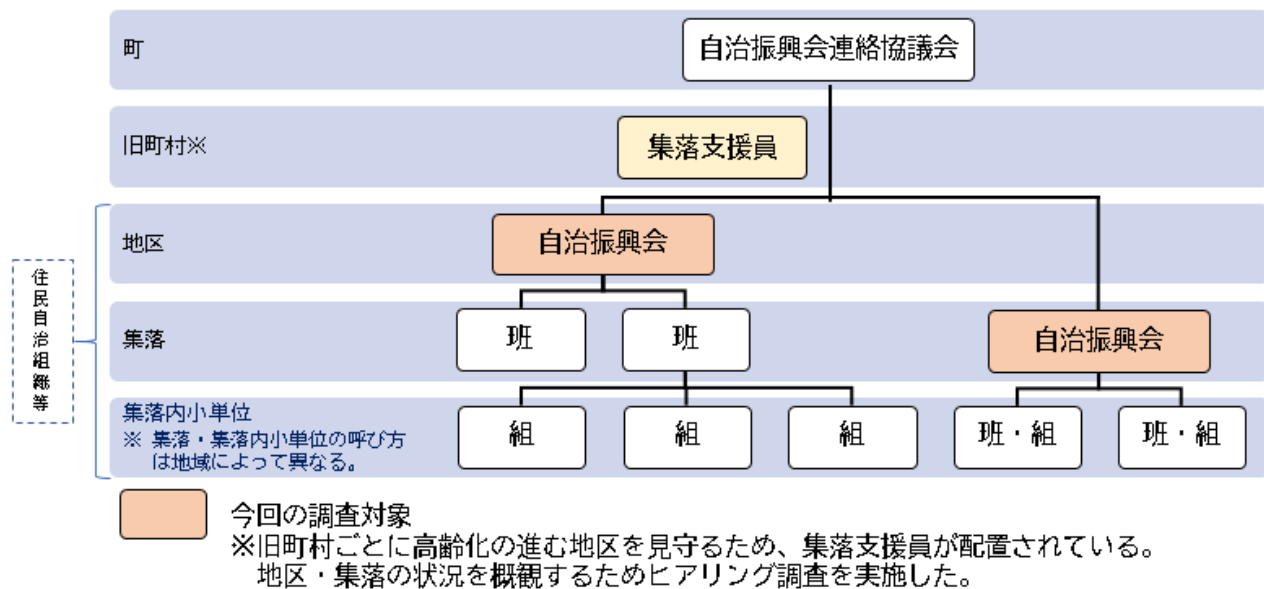 町
自治振興会連絡協議会
旧町村※
集落支援員
地区
自治振興会
住民自治組織等
集落
班
班
自治振興会
集落内小単位
※ 集落・集落内小単位の呼び方
は地域によって異なる。
組
組
組
班・組
班・組
今回の調査対象
※旧町村ごとに高齢化の進む地区を見守るため、集落支援員が配置されている。
地区・集落の状況を概観するためヒアリング調査を実施した。